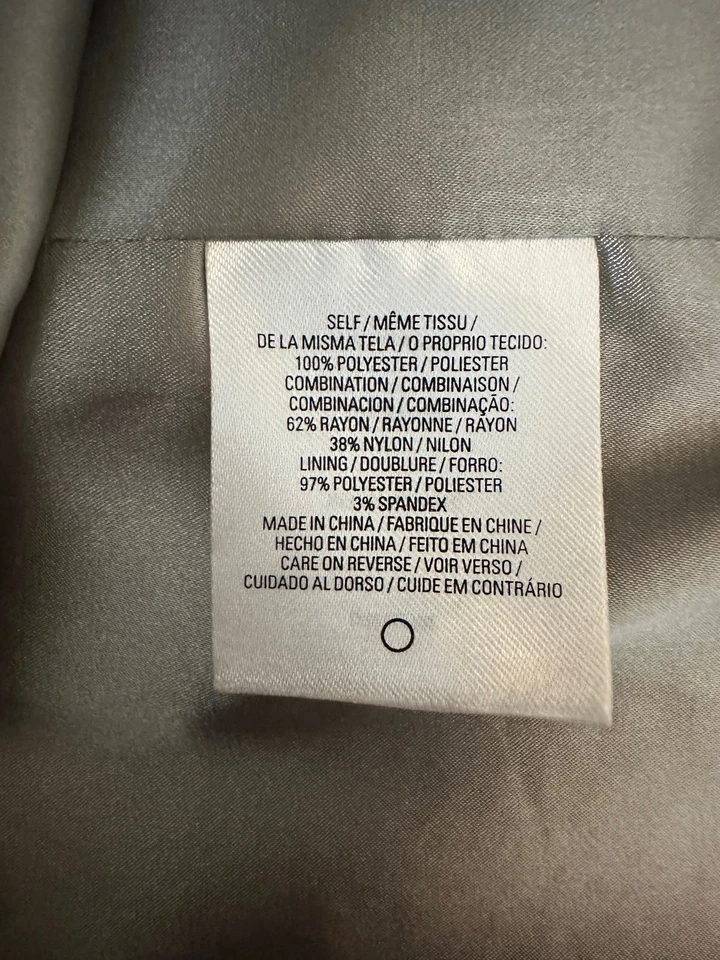 SELF / MÊME TISSU /
DE LA MISMA TELA / O PROPRIO TECIDO:
100% POLYESTER / POLIESTER
COMBINATION / COMBINAISON /
COMBINACION / COMBINAÇÃO:
62% RAYON / RAYONNE / RAYON
38% NYLON / NILON
LINING / DOUBLURE / FORRO:
97% POLYESTER / POLIESTER
3% SPANDEX
MADE IN CHINA / FABRIQUE EN CHINE /
HECHO EN CHINA / FEITO EM CHINA
CARE ON REVERSE / VOIR VERSO /
CUIDADO AL DORSO / CUIDE EM CONTRÁRIO